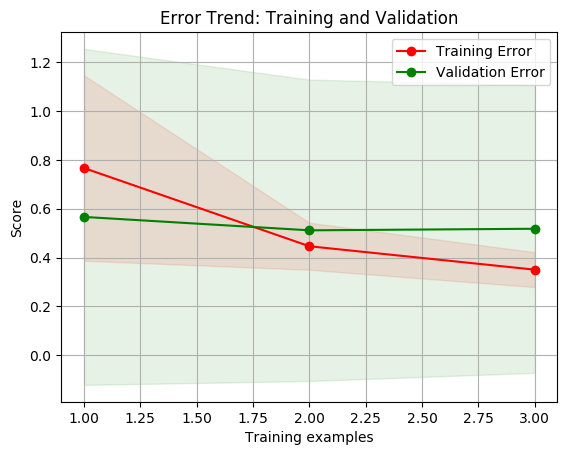 Error Trend: Training and Validation
Training Error
Validation Error
Score
1.2
1.0
0.8
0.6
0.4
0.2
0.0
1.00 1.25 1.50 1.75 2.00 2.25 2.50 2.75 3.00
Training examples